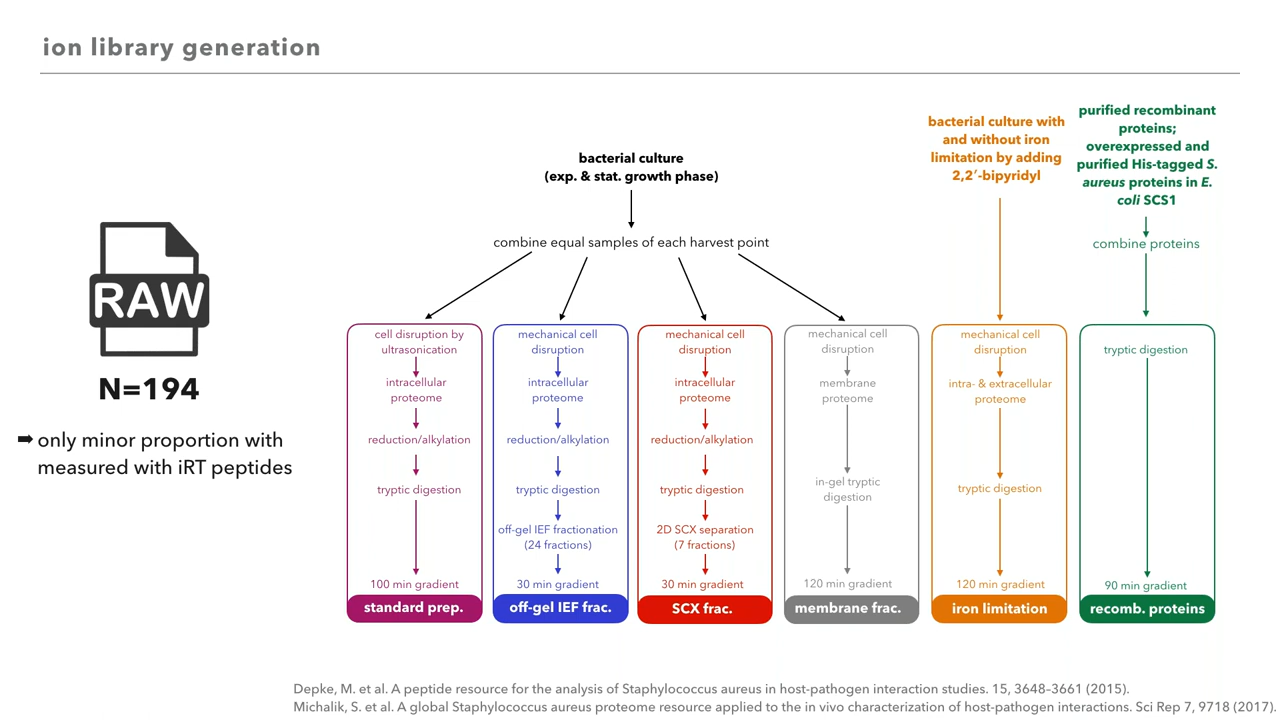 ion library generation
RAW
N=194
➡ only minor proportion with
measured with iRT peptides
bacterial culture
(exp. & stat. growth phase)
combine equal samples of each harvest point
bacterial culture with
and without iron
limitation by adding
2,2′-bipyridyl
purified recombinant
proteins;
overexpressed and
purified His-tagged S.
aureus proteins in E.
coli SCS1
combine proteins
cell disruption by
ultrasonication
intracellular
proteome
reduction/alkylation
tryptic digestion
100 min gradient
standard prep.
mechanical cell
disruption
intracellular
proteome
reduction/alkylation
tryptic digestion
off-gel IEF fractionation
(24 fractions)
30 min gradient
off-gel IEF frac.
mechanical cell
disruption
intracellular
proteome
reduction/alkylation
tryptic digestion
2D SCX separation
(7 fractions)
30 min gradient
SCX frac.
mechanical cell
disruption
membrane
proteome
in-gel tryptic
digestion
120 min gradient
membrane frac.
mechanical cell
disruption
intra- & extracellular
proteome
tryptic digestion
120 min gradient
iron limitation
tryptic digestion
90 min gradient
recomb. proteins
Depke, M. et al. A peptide resource for the analysis of Staphylococcus aureus in host-pathogen interaction studies. 15, 3648–3661 (2015).
Michalik, S. et al. A global Staphylococcus aureus proteome resource applied to the in vivo characterization of host-pathogen interactions. Sci Rep 7, 9718 (2017).